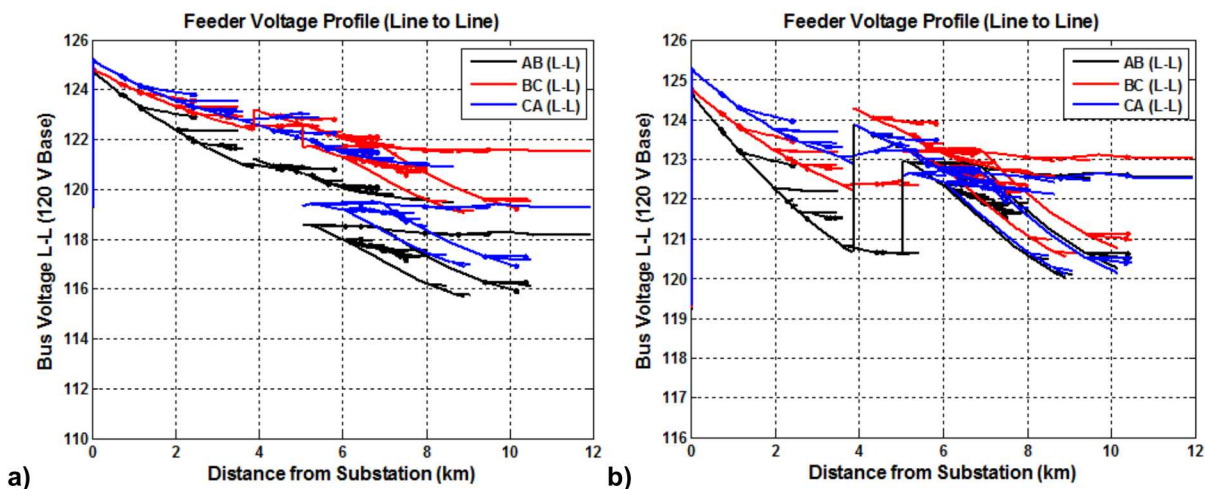 Feeder Voltage Profile (Line to Line)
126
124
122
120
118
116
114
112
110
0
2
4
6
8
10
12
Bus Voltage L-L (120 V Base)
Distance from Substation (km)
AB (L-L)
BC (L-L)
CA (L-L)
a)
Feeder Voltage Profile (Line to Line)
126
125
124
123
122
121
120
119
118
117
116
0
2
4
6
8
10
12
Bus Voltage L-L (120 V Base)
Distance from Substation (km)
AB (L-L)
BC (L-L)
CA (L-L)
b)